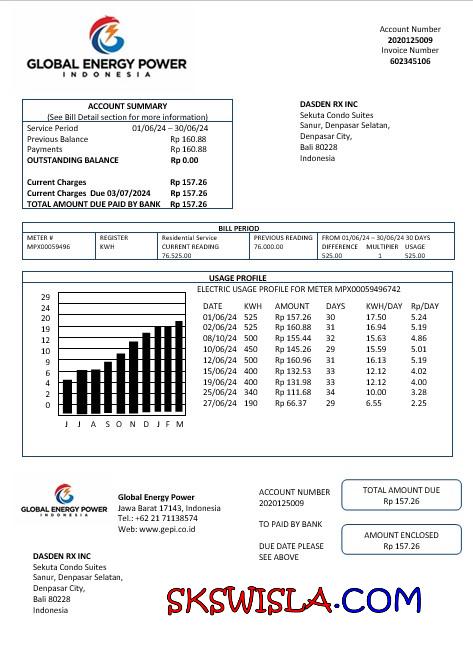 GLOBAL ENERGY POWER
INDONESIA
Account Number
2020125009
Invoice Number
602345106
ACCOUNT SUMMARY
(See Bill Detail section for more information)
Service Period 01/06/24 – 30/06/24
Previous Balance Rp 160.88
Payments Rp 160.88
OUTSTANDING BALANCE Rp 0.00
Current Charges Rp 157.26
Current Charges Due 03/07/2024 Rp 157.26
TOTAL AMOUNT DUE PAID BY BANK Rp 157.26
DASDEN RX INC
Sekuta Condo Suites
Sanur, Denpasar Selatan,
Denpasar City,
Bali 80228
Indonesia
BILL PERIOD
METER # REGISTER Residential Service PREVIOUS READING FROM 01/06/24 – 30/06/24 30 DAYS
MPX00059496 KWH CURRENT READING 76.000.00 DIFFERENCE MULTIPLIER USAGE
76.525.00 525.00 1 525.00
USAGE PROFILE
ELECTRIC USAGE PROFILE FOR METER MPX00059496742
29
24
20
19
16
12
8
4
2
0
J J A S O N D J F M
DATE KWH AMOUNT DAYS KWH/DAY Rp/DAY
01/06/24 525 Rp 157.26 30 17.50 5.24
02/06/24 525 Rp 160.88 31 16.94 5.19
08/10/24 500 Rp 155.44 32 15.63 4.86
10/06/24 450 Rp 145.26 29 15.59 5.01
12/06/24 500 Rp 160.96 31 16.13 5.19
15/06/24 400 Rp 132.53 33 12.12 4.02
19/06/24 400 Rp 131.98 33 12.12 4.00
25/06/24 340 Rp 111.68 34 10.00 3.28
27/06/24 190 Rp 66.37 29 6.55 2.25
GLOBAL ENERGY POWER
INDONESIA
Global Energy Power
Jawa Barat 17143, Indonesia
Tel.: +62 21 71138574
Web: www.gepi.co.id
ACCOUNT NUMBER
2020125009
TO PAID BY BANK
DUE DATE PLEASE
SEE ABOVE
TOTAL AMOUNT DUE
Rp 157.26
AMOUNT ENCLOSED
Rp 157.26
DASDEN RX INC
Sekuta Condo Suites
Sanur, Denpasar Selatan,
Denpasar City,
Bali 80228
Indonesia
SKSWISLA.COM